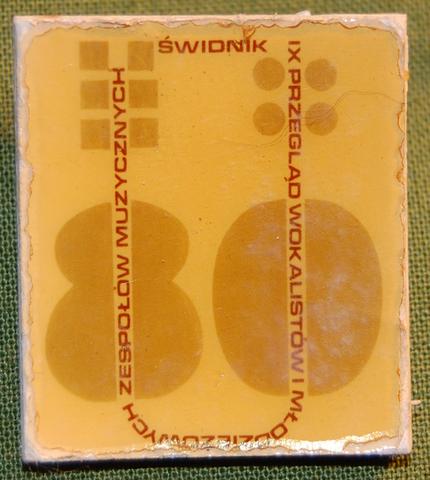 ŚWIDNIK
IX PRZEGLĄD WOKALISTÓW I MŁODZIEŻOWYCH ZESPOŁÓW MUZYCZNYCH
80